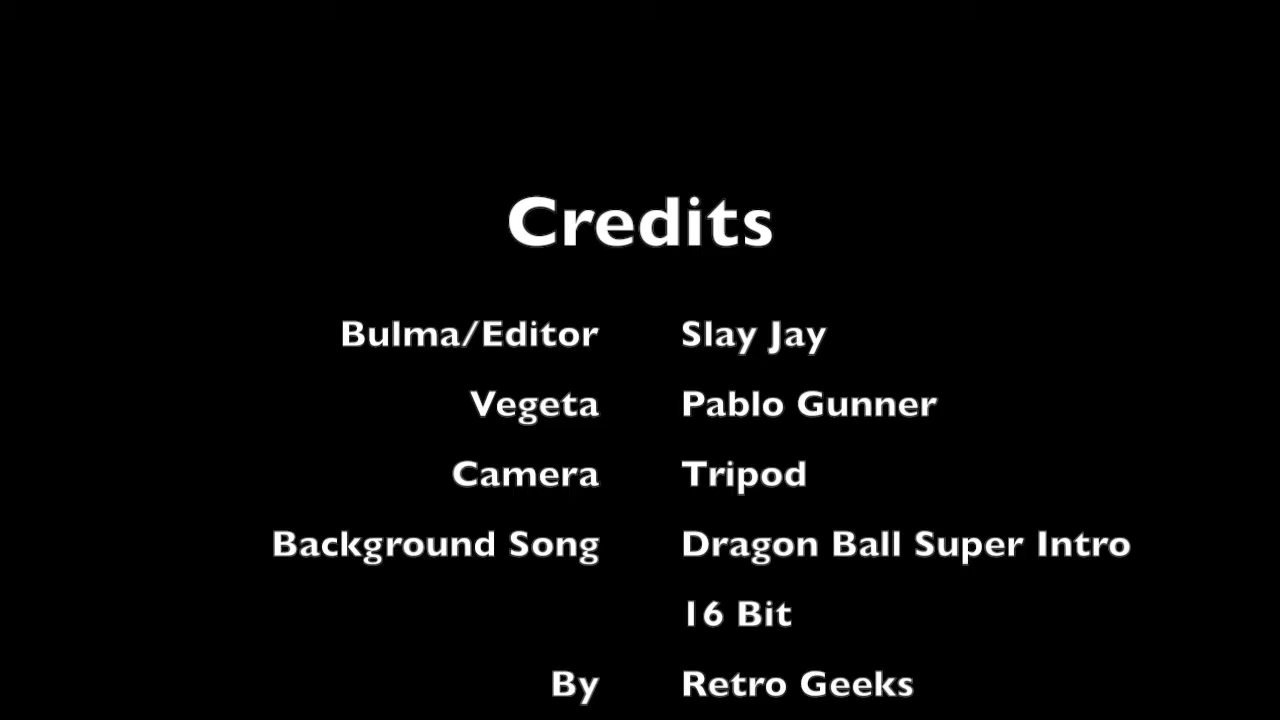 Credits
Bulma/Editor Slay Jay
Vegeta Pablo Gunner
Camera Tripod
Background Song Dragon Ball Super Intro
16 Bit
By Retro Geeks